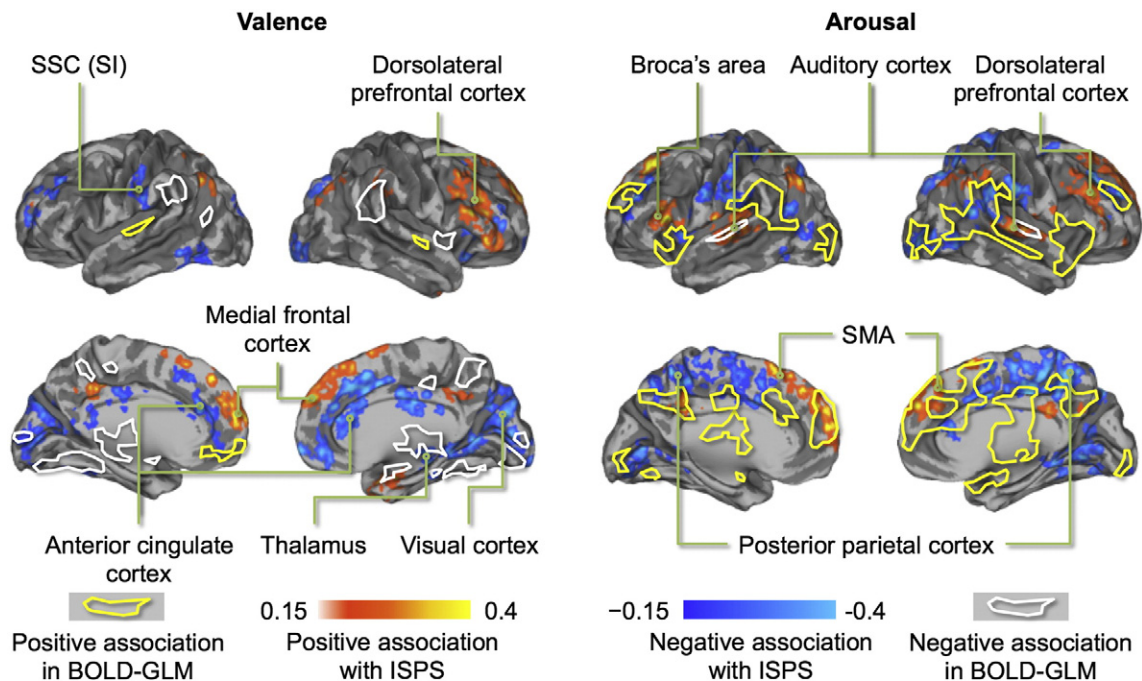 Valence
Arousal
SSC (SI)
Dorsolateral
prefrontal cortex
Broca's area
Auditory cortex
Dorsolateral
prefrontal cortex
Medial frontal
cortex
SMA
Anterior cingulate
cortex
Thalamus
Visual cortex
Posterior parietal cortex
Positive association
in BOLD-GLM
0.15
0.4
Positive association
with ISPS
−0.15
-0.4
Negative association
with ISPS
Negative association
in BOLD-GLM